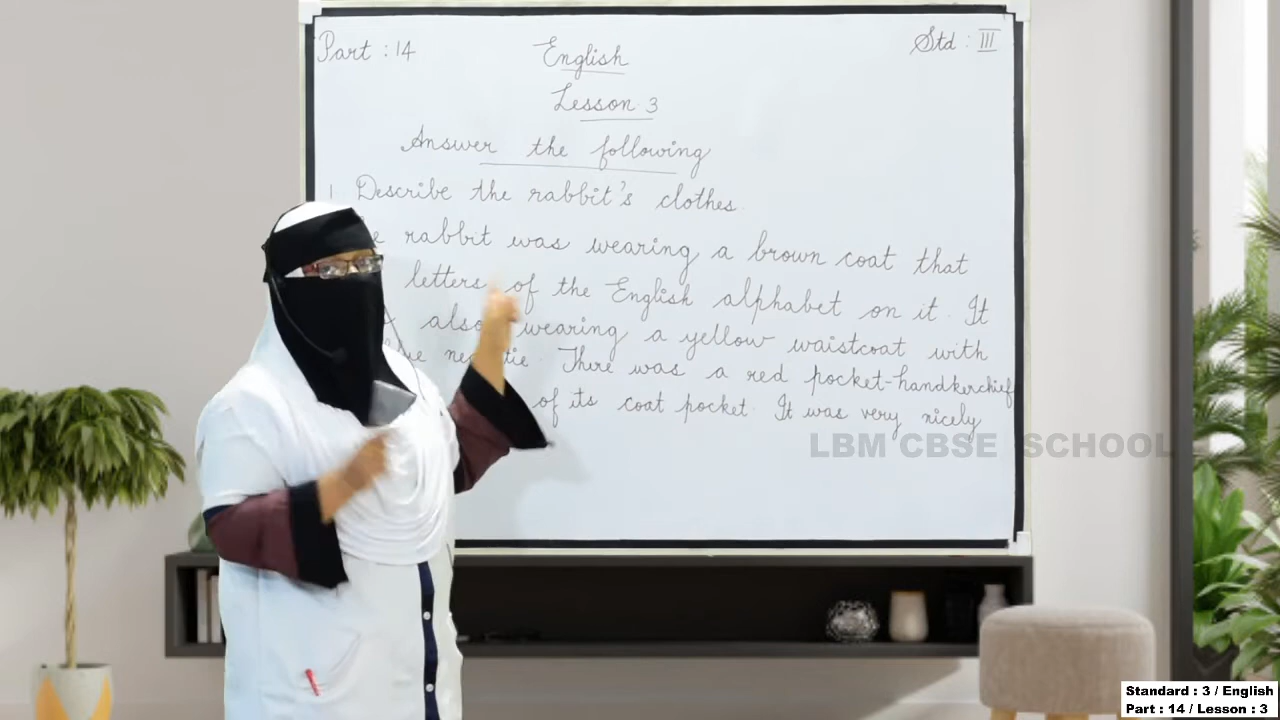 Part : 14
English
Std : III
Lesson 3
Answer the following
1 Describe the rabbit's clothes.
rabbit was wearing a brown coat that
letters of the English alphabet on it. It
also wearing a yellow waistcoat with
There was a red pocket-handkerchief
of its coat pocket. It was very nicely
LBM CBSE SCHOOL
Standard : 3 / English
Part : 14 / Lesson : 3